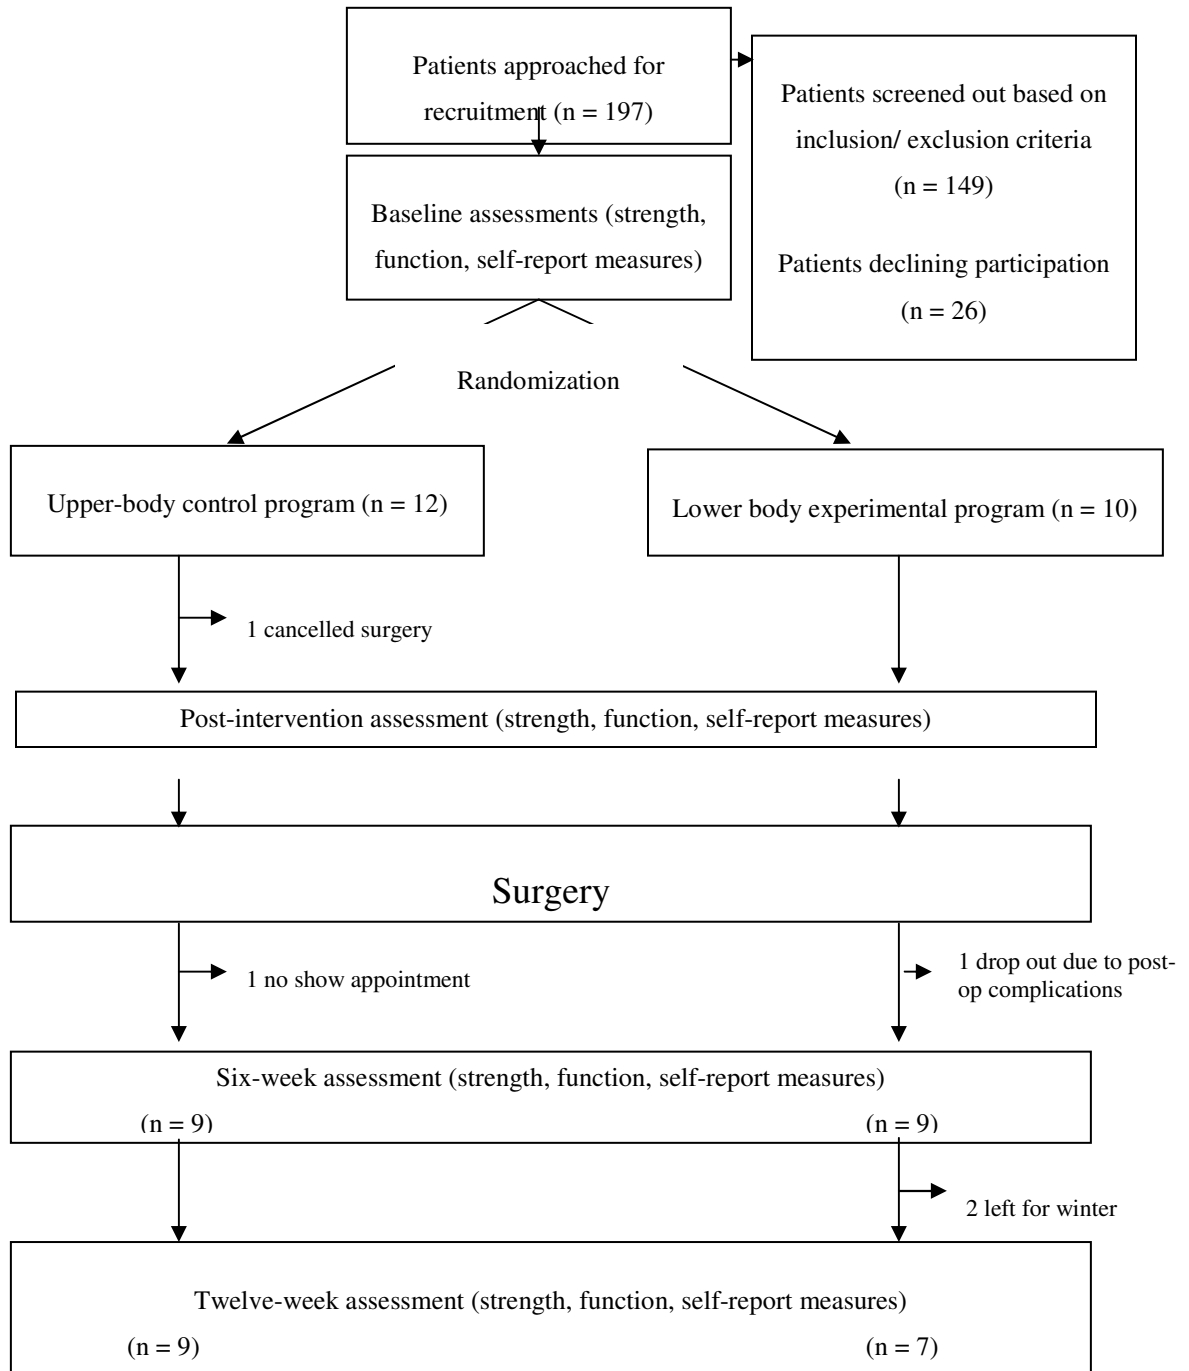 Patients approached for
recruitment (n = 197)
Patients screened out based on
inclusion/ exclusion criteria
(n = 149)
Patients declining participation
(n = 26)
Baseline assessments (strength,
function, self-report measures)
Randomization
Upper-body control program (n = 12)
Lower body experimental program (n = 10)
1 cancelled surgery
Post-intervention assessment (strength, function, self-report measures)
Surgery
1 no show appointment
1 drop out due to post-
op complications
Six-week assessment (strength, function, self-report measures)
(n = 9) (n = 9)
2 left for winter
Twelve-week assessment (strength, function, self-report measures)
(n = 9) (n = 7)